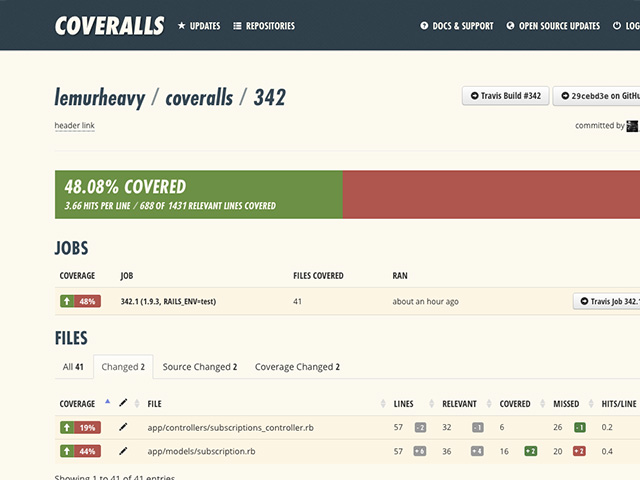 COVERALLS UPDATES REPOSITORIES DOCS & SUPPORT OPEN SOURCE UPDATES
lemurheavy / coveralls / 342
Travis Build #342 29cebd3e on
header link
committed by
48.08% COVERED
3.66 HITS PER LINE / 688 OF 1431 RELEVANT LINES COVERED
JOBS
COVERAGE JOB FILES COVERED RAN
48% 342.1 (1.9.3, RAILS_ENV=test) 41 about an hour ago Travis Job 342.1
FILES
All 41 Changed 2 Source Changed 2 Coverage Changed 2
COVERAGE FILE LINES RELEVANT COVERED MISSED HITS/LINE
19% app/controllers/subscriptions_controller.rb 57 -2 32 -1 6 26 -1 0.2
44% app/models/subscription.rb 57 +6 36 +4 16 +2 20 +2 0.4
Showing 1 to 41 of 41 entries